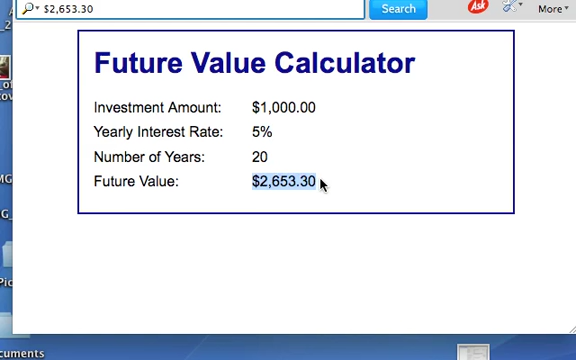 $2,653.30
Search
Ask
More
Future Value Calculator
Investment Amount: $1,000.00
Yearly Interest Rate: 5%
Number of Years: 20
Future Value: $2,653.30
cuments